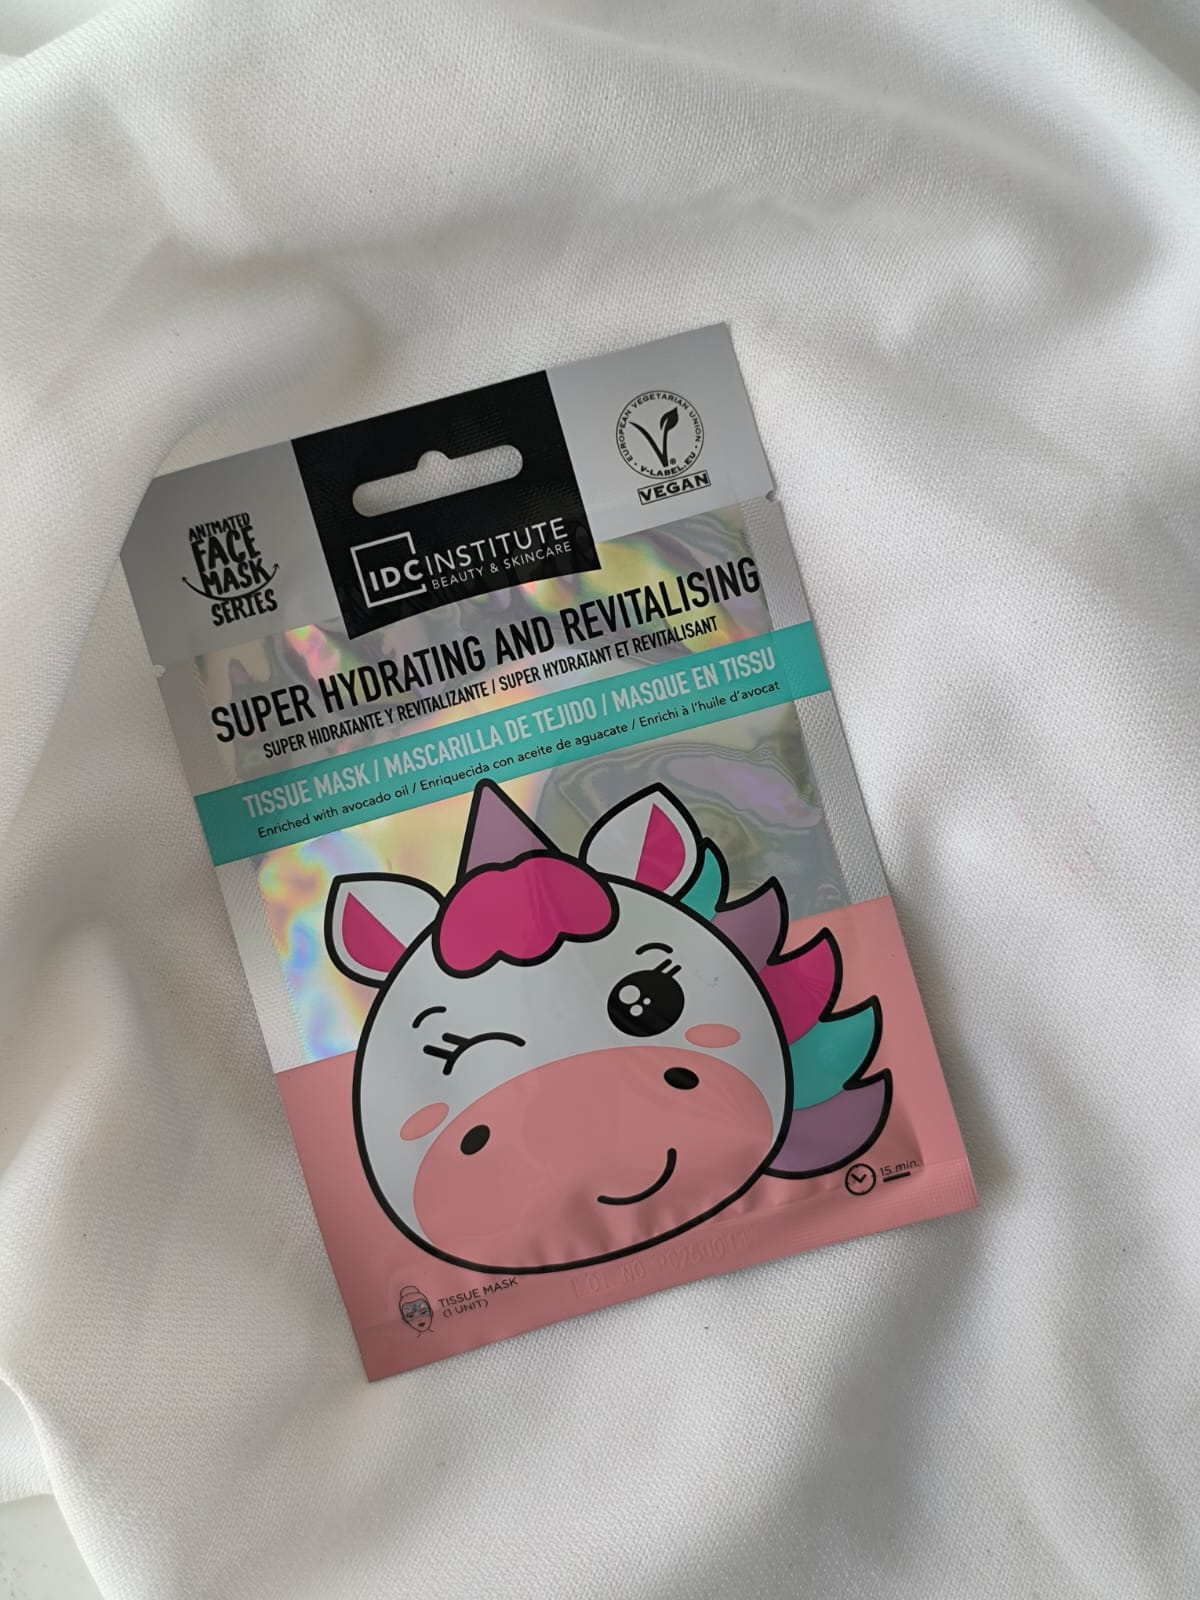 EUROPEAN VEGETARIAN UNION
V-LABEL.EU
VEGAN
ANIMATED
FACE
MASK
SERIES
IDC INSTITUTE
BEAUTY & SKINCARE
SUPER HYDRATING AND REVITALISING
SUPER HIDRATANTE Y REVITALIZANTE / SUPER HYDRATANT ET REVITALISANT
TISSUE MASK / MASCARILLA DE TEJIDO / MASQUE EN TISSU
Enriched with avocado oil / Enriquecida con aceite de aguacate / Enrichi à l'huile d'avocat
15 min.
TISSUE MASK
(1 UNIT)
LOT NO